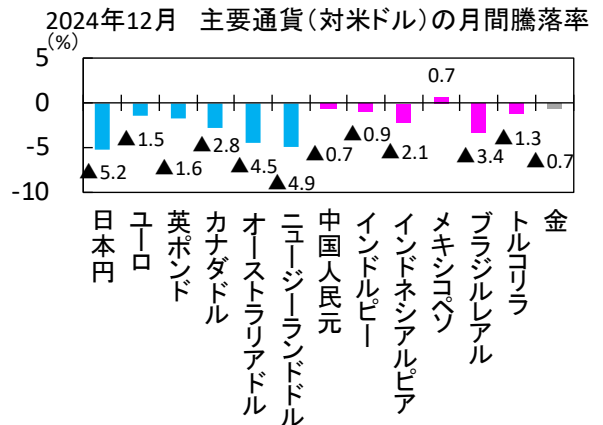 2024年12月　主要通貨（対米ドル）の月間騰落率
(%)
5
0
-5
-10
▲ 5.2
▲ 1.5
▲ 1.6
▲ 2.8
▲ 4.5
▲ 4.9
▲ 0.7
▲ 0.9
▲ 2.1
0.7
▲ 3.4
▲ 1.3
▲ 0.7
日本円
ユーロ
英ポンド
カナダドル
オーストラリアドル
ニュージーランドドル
中国人民元
インドルピー
インドネシアルピア
メキシコペソ
ブラジルレアル
トルコリラ
金